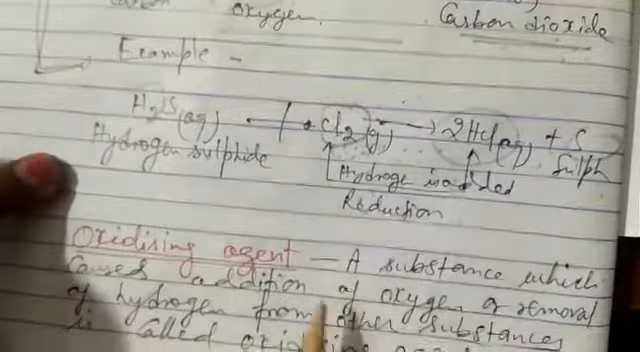 oxygen. Carbon dioxide
Example -
H2S(aq) + Cl2(g) → 2Hcl(aq) + S
Hydrogen sulphide Sulph
Hydroge is added
Reduction
Oxidising agent - A substance which
causes addition of oxygen or removal
of hydrogen from other substances
is called